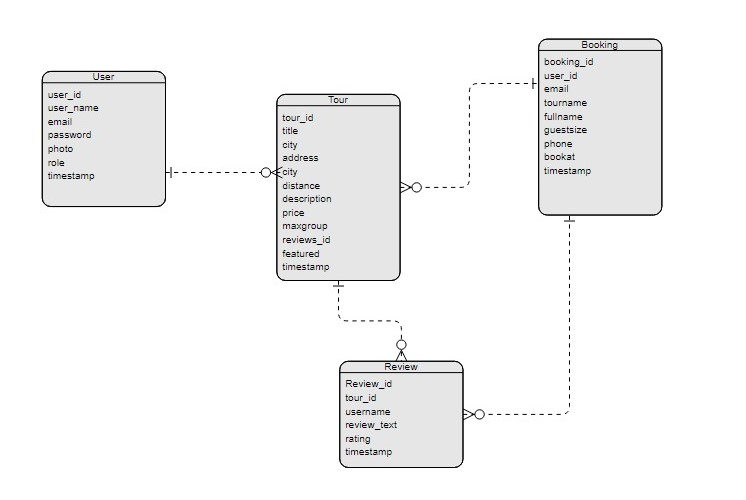 User
user_id
user_name
email
password
photo
role
timestamp
Tour
tour_id
title
city
address
city
distance
description
price
maxgroup
reviews_id
featured
timestamp
Booking
booking_id
user_id
email
tourname
fullname
guestsize
phone
bookat
timestamp
Review
Review_id
tour_id
username
review_text
rating
timestamp